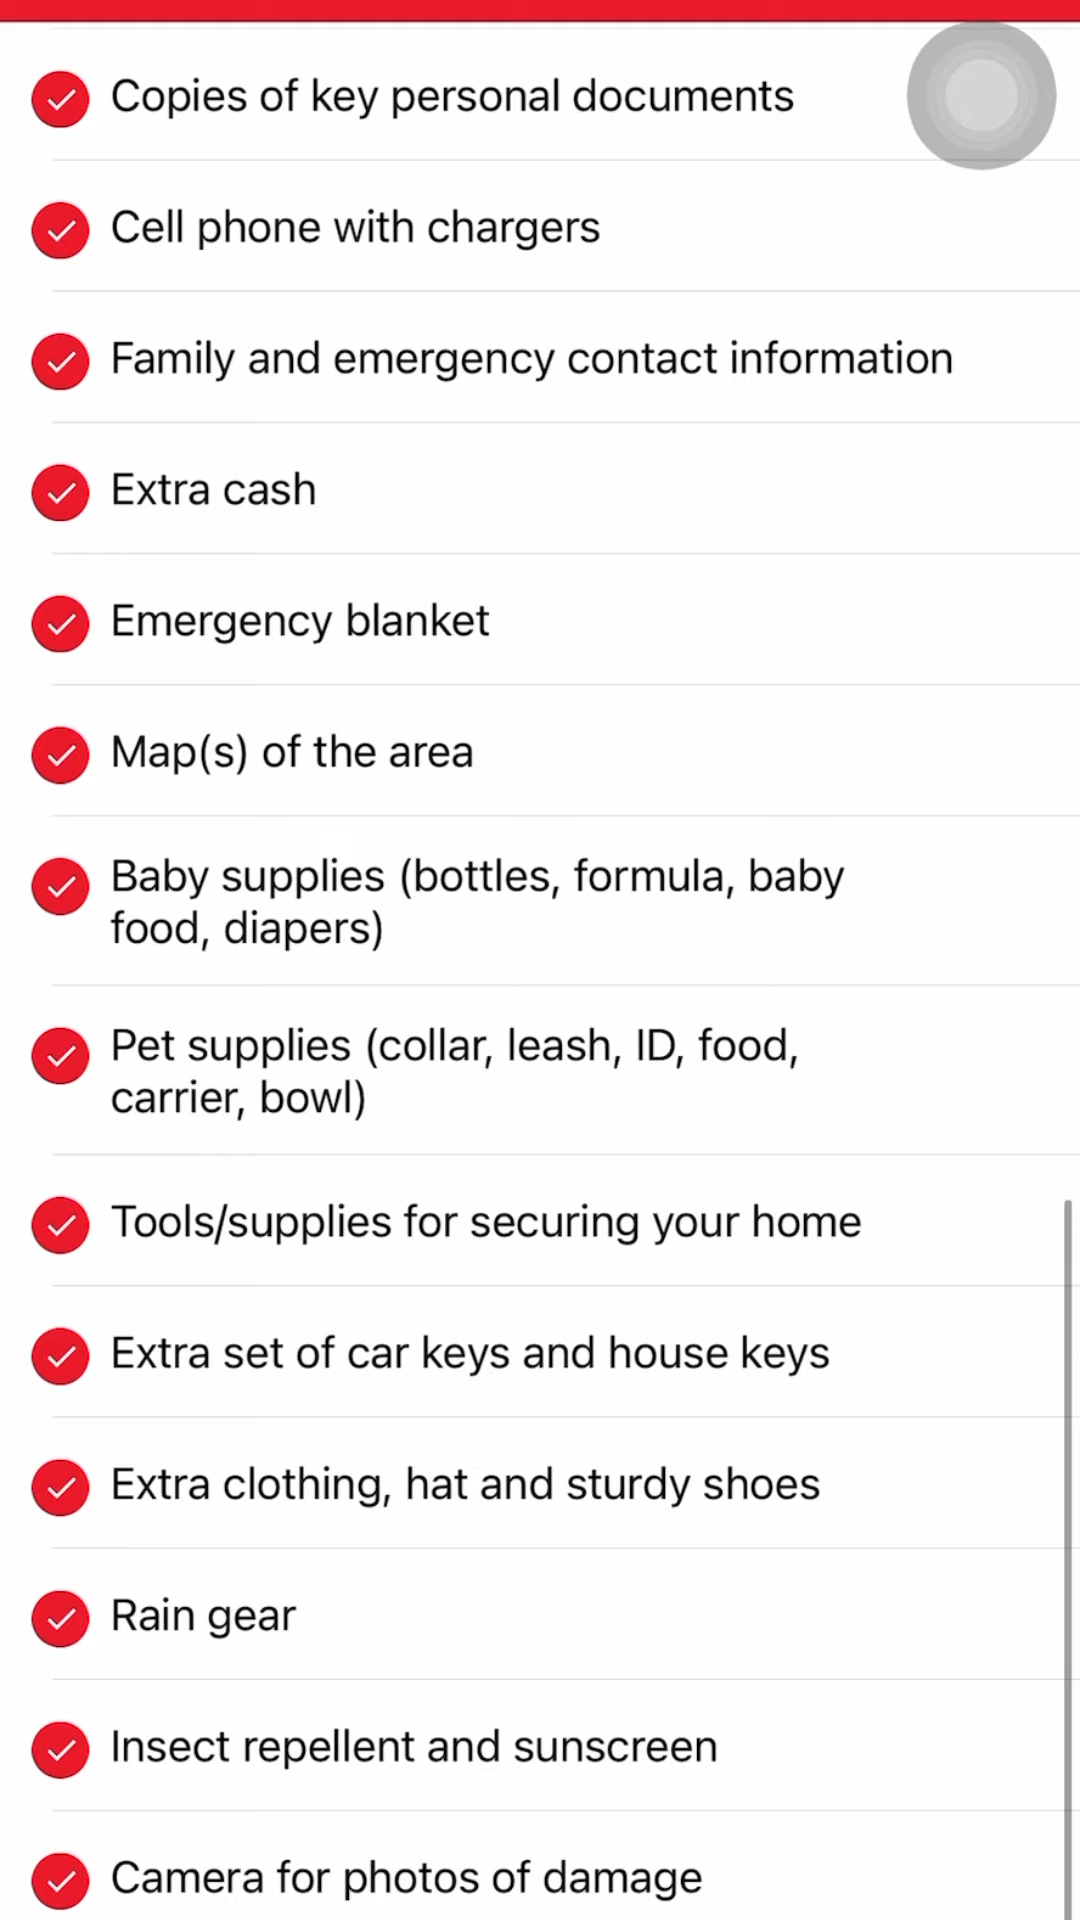 Copies of key personal documents
Cell phone with chargers
Family and emergency contact information
Extra cash
Emergency blanket
Map(s) of the area
Baby supplies (bottles, formula, baby
food, diapers)
Pet supplies (collar, leash, ID, food,
carrier, bowl)
Tools/supplies for securing your home
Extra set of car keys and house keys
Extra clothing, hat and sturdy shoes
Rain gear
Insect repellent and sunscreen
Camera for photos of damage